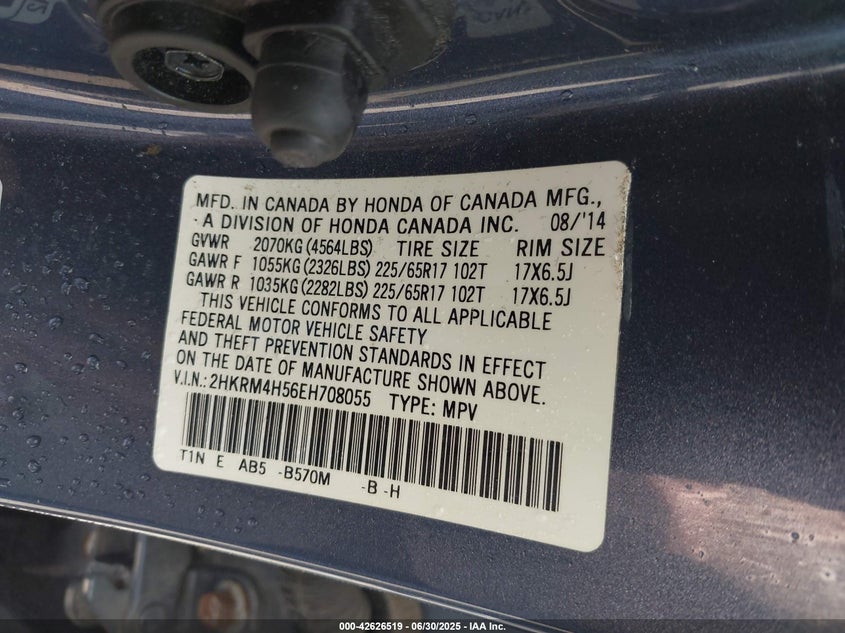 MFD. IN CANADA BY HONDA OF CANADA MFG.,
A DIVISION OF HONDA CANADA INC. 08/'14
GVWR 2070KG (4564LBS) TIRE SIZE RIM SIZE
GAWR F 1055KG (2326LBS) 225/65R17 102T 17X6.5J
GAWR R 1035KG (2282LBS) 225/65R17 102T 17X6.5J
THIS VEHICLE CONFORMS TO ALL APPLICABLE
FEDERAL MOTOR VEHICLE SAFETY
AND THEFT PREVENTION STANDARDS IN EFFECT
ON THE DATE OF MANUFACTURE SHOWN ABOVE.
V.I.N.: 2HKRM4H56EH708055 TYPE: MPV
T1N E AB5 -B570M -B -H
000-42626519 - 06/30/2025 - IAA Inc.